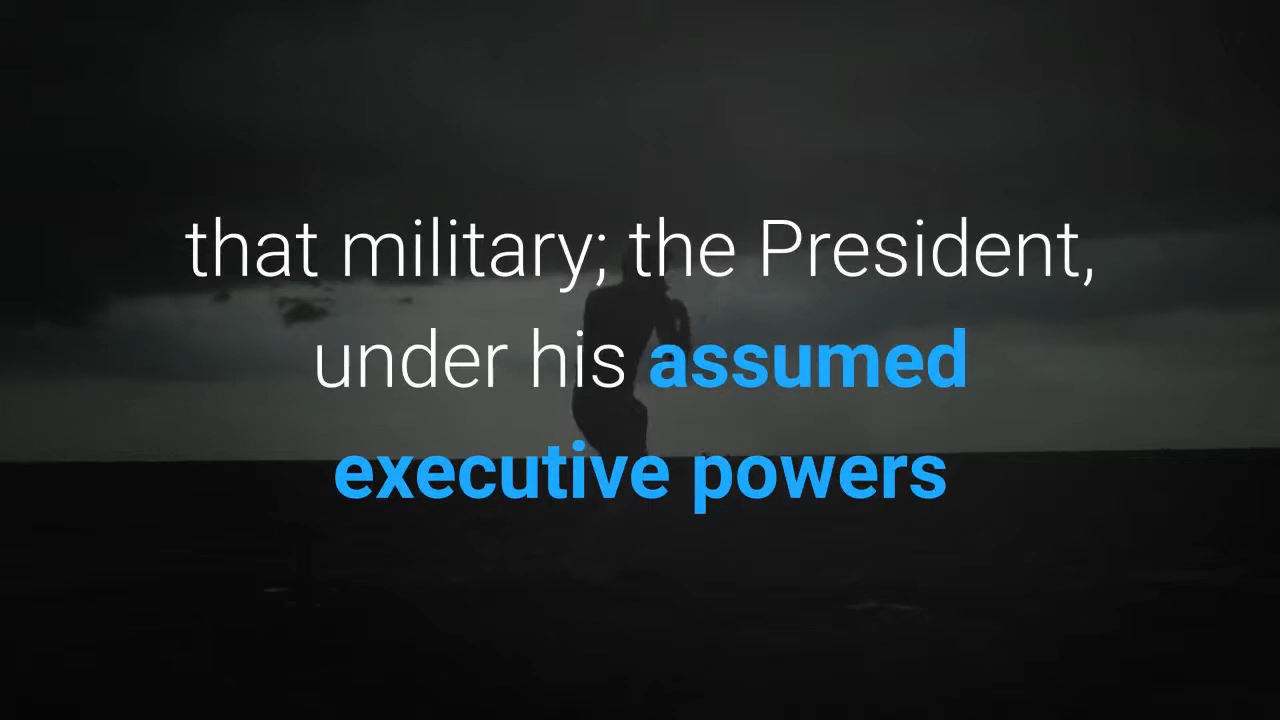 that military; the President,
under his assumed
executive powers